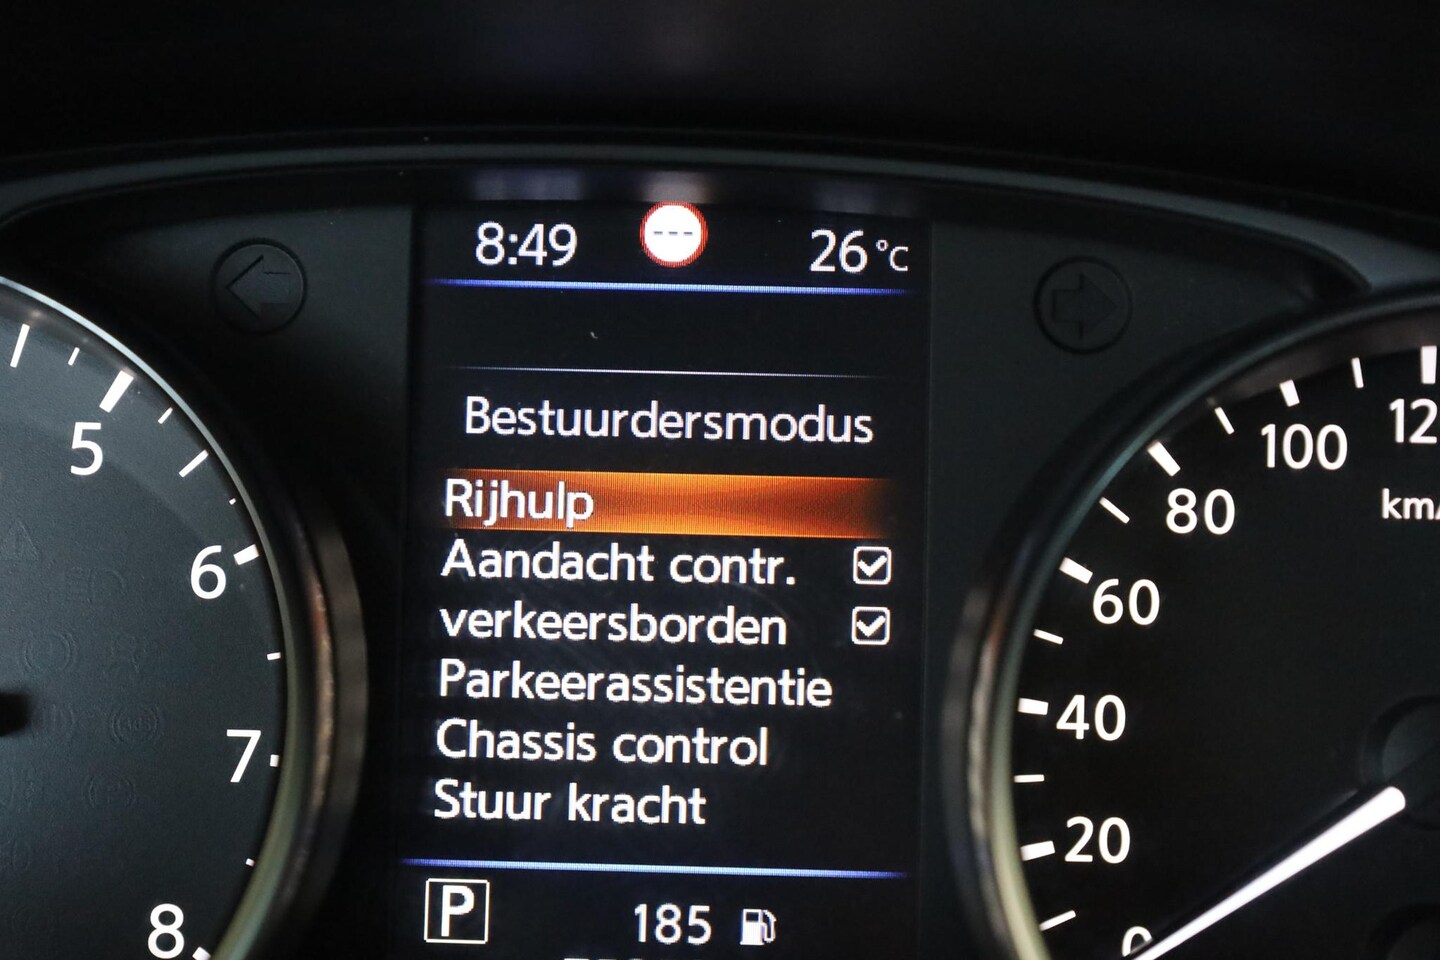 8:49 --- 26 °C
Bestuurdersmodus
Rijhulp
Aandacht contr.
verkeersborden
Parkeerassistentie
Chassis control
Stuur kracht
P 185
5
6
7
8
100
80
60
40
20
0